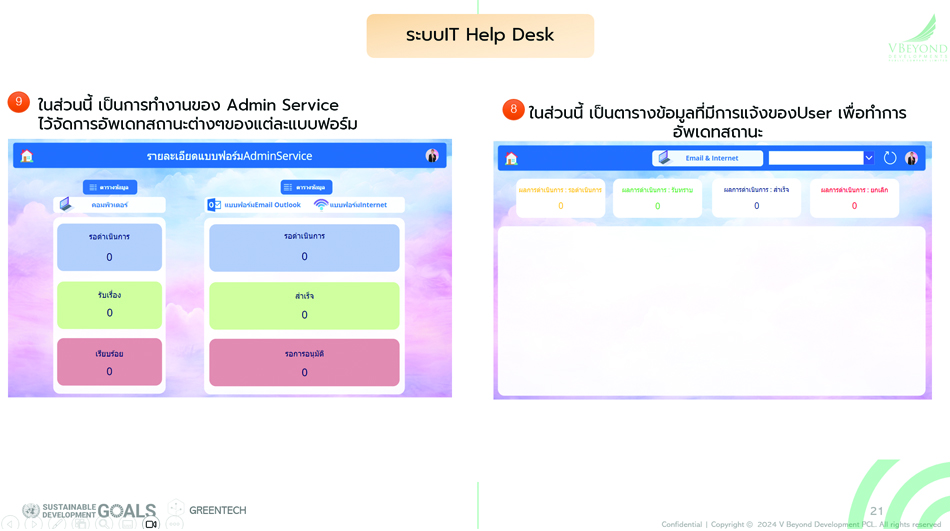 ระบบIT Help Desk
VBEYOND
DEVELOPMENTS
9
ในส่วนนี้ เป็นการทำงานของ Admin Service
ไว้จัดการอัพเดทสถานะต่างๆของแต่ละแบบฟอร์ม
รายละเอียดแบบฟอร์มAdminService
ตารางข้อมูล
ตารางข้อมูล
คอมพิวเตอร์
แบบฟอร์มEmail Outlook
แบบฟอร์มInternet
รอดำเนินการ
0
รับเรื่อง
0
เรียบร้อย
0
รอดำเนินการ
0
สำเร็จ
0
รอการอนุมัติ
0
8
ในส่วนนี้ เป็นตารางข้อมูลที่มีการแจ้งของUser เพื่อทำการ
อัพเดทสถานะ
Email & Internet
ผลการดำเนินการ : รอดำเนินการ
0
ผลการดำเนินการ : รับทราบ
0
ผลการดำเนินการ : สำเร็จ
0
ผลการดำเนินการ : ยกเลิก
0
SUSTAINABLE
DEVELOPMENT
GOALS
GREENTECH
21
Confidential | Copyright © 2024 V Beyond Development PCL. All rights reserved